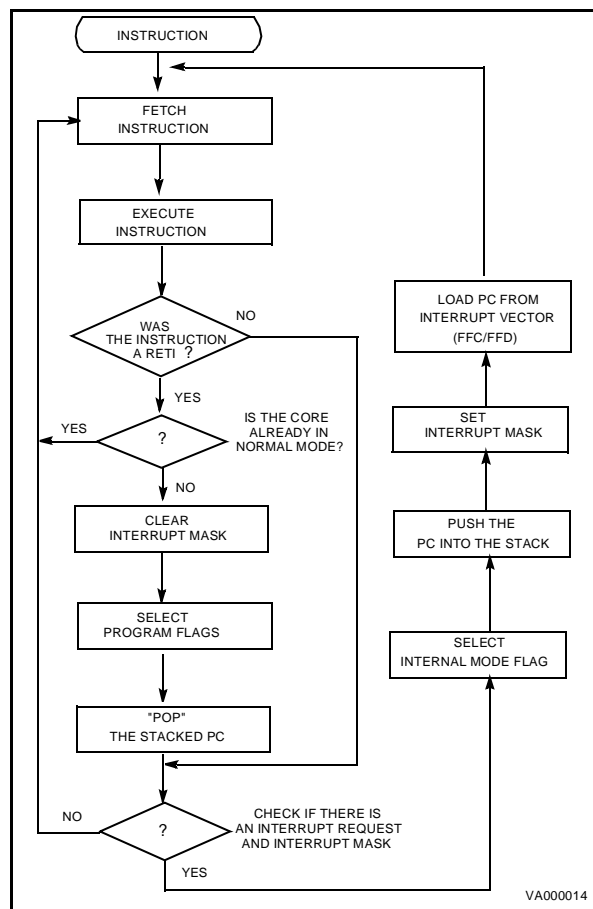 INSTRUCTION
FETCH
INSTRUCTION
EXECUTE
INSTRUCTION
WAS
THE INSTRUCTION
A RETI ?
NO
YES
?
IS THE CORE
ALREADY IN
NORMAL MODE?
YES
NO
CLEAR
INTERRUPT MASK
SELECT
PROGRAM FLAGS
"POP"
THE STACKED PC
?
CHECK IF THERE IS
AN INTERRUPT REQUEST
AND INTERRUPT MASK
NO
YES
SELECT
INTERNAL MODE FLAG
PUSH THE
PC INTO THE STACK
SET
INTERRUPT MASK
LOAD PC FROM
INTERRUPT VECTOR
(FFC/FFD)
VA000014